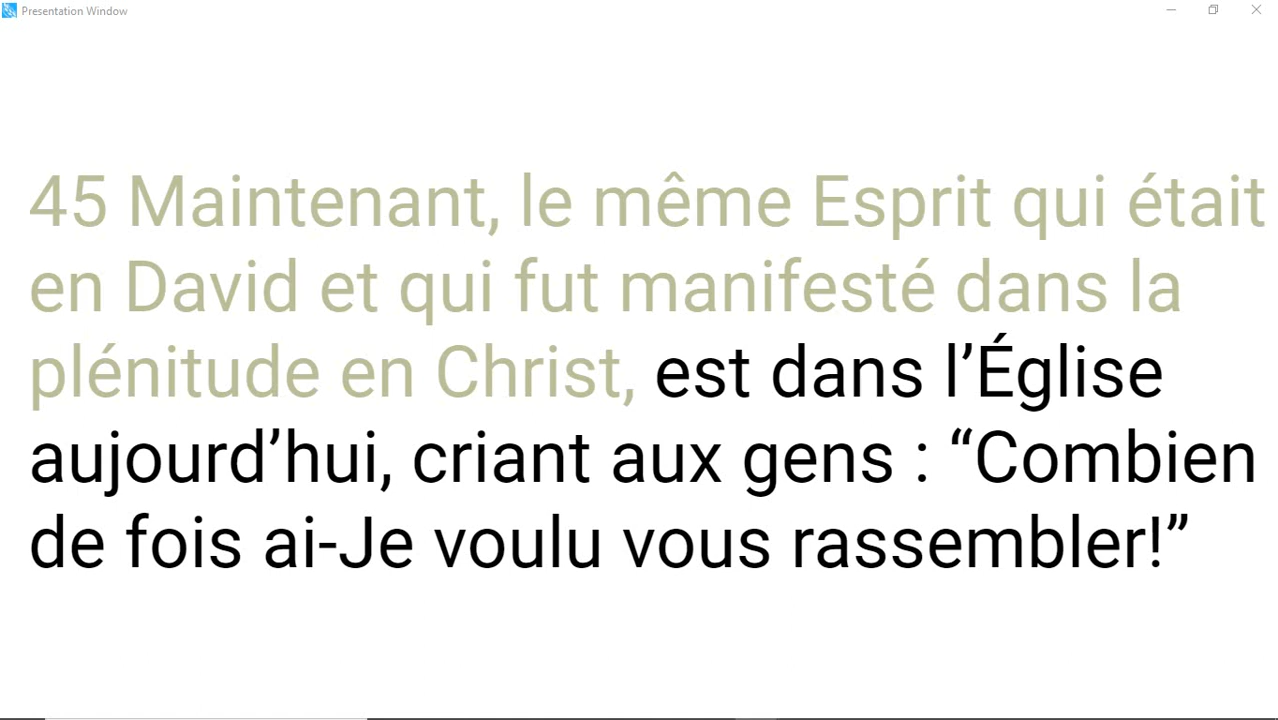 Presentation Window
45 Maintenant, le même Esprit qui était
en David et qui fut manifesté dans la
plénitude en Christ, est dans l’Église
aujourd’hui, criant aux gens : “Combien
de fois ai-Je voulu vous rassembler!”